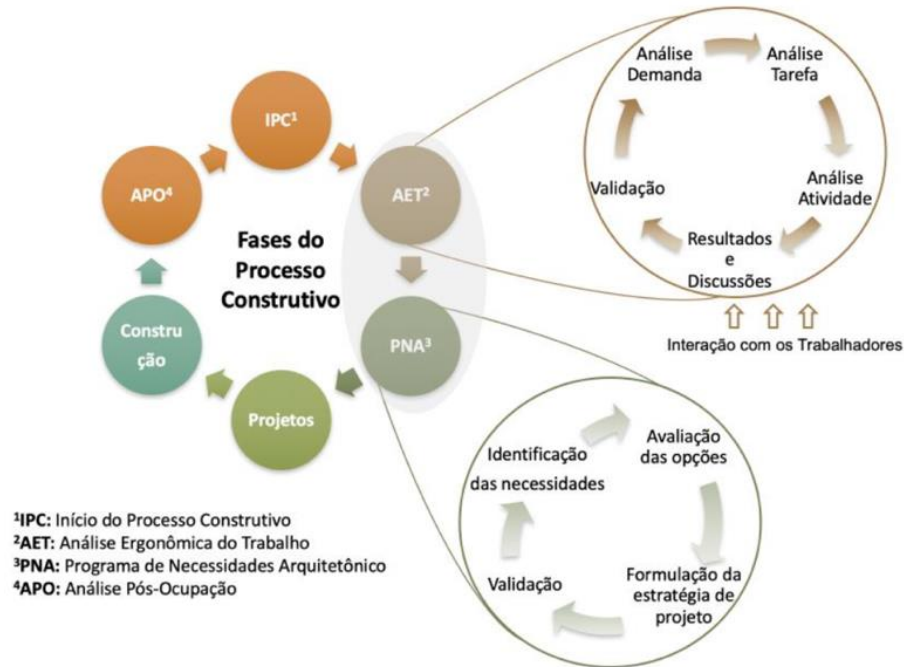 IPC¹
AET²
PNA³
Projetos
Constru
ção
APO⁴
Fases do
Processo
Construtivo
Análise
Demanda
Análise
Tarefa
Análise
Atividade
Resultados
e
Discussões
Validação
Interação com os Trabalhadores
Identificação
das necessidades
Avaliação
das opções
Formulação da
estratégia de
projeto
Validação
¹IPC: Início do Processo Construtivo
²AET: Análise Ergonômica do Trabalho
³PNA: Programa de Necessidades Arquitetônico
⁴APO: Análise Pós-Ocupação